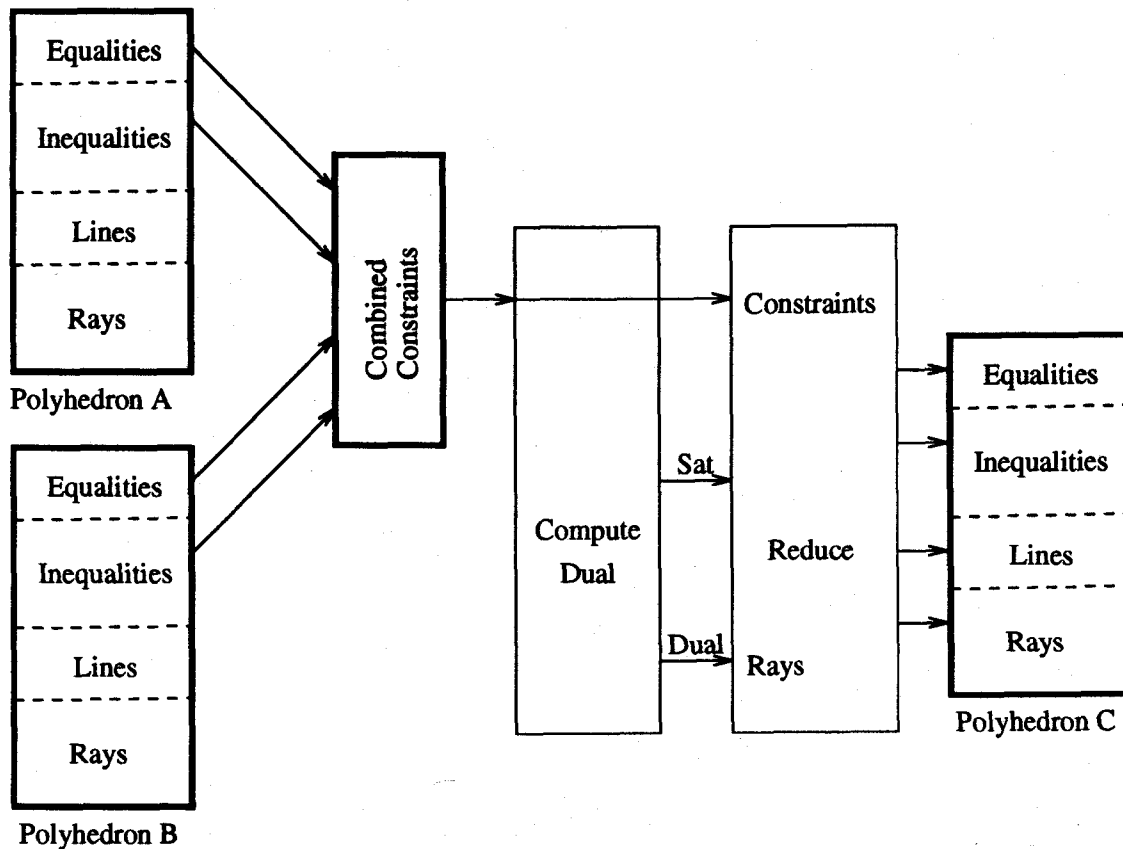 Equalities
Inequalities
Lines
Rays
Polyhedron A
Equalities
Inequalities
Lines
Rays
Polyhedron B
Combined
Constraints
Compute
Dual
Sat
Dual
Constraints
Reduce
Rays
Equalities
Inequalities
Lines
Rays
Polyhedron C